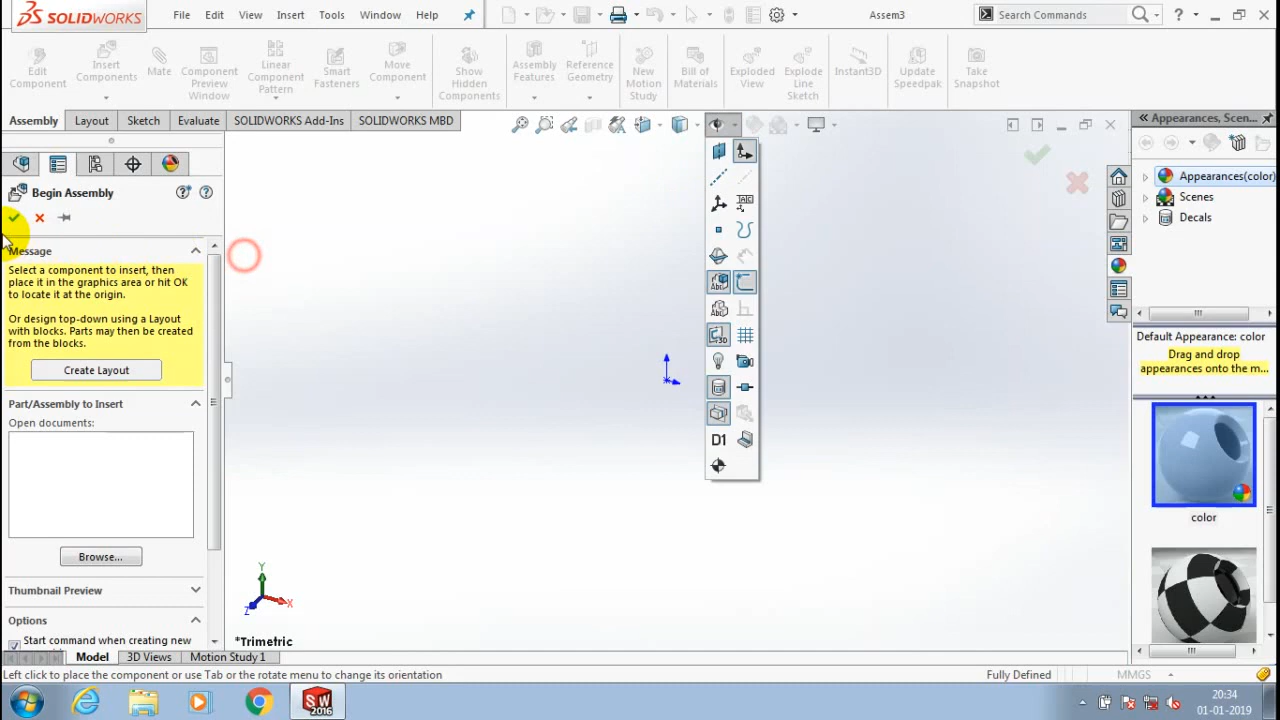 SOLIDWORKS
File Edit View Insert Tools Window Help
Assem3
Search Commands
Edit Component
Insert Components
Mate
Component Preview Window
Linear Component Pattern
Smart Fasteners
Move Component
Show Hidden Components
Assembly Features
Reference Geometry
New Motion Study
Bill of Materials
Exploded View
Explode Line Sketch
Instant3D
Update Speedpak
Take Snapshot
Assembly Layout Sketch Evaluate SOLIDWORKS Add-Ins SOLIDWORKS MBD
Begin Assembly
Message
Select a component to insert, then
place it in the graphics area or hit OK
to locate it at the origin.
Or design top-down using a Layout
with blocks. Parts may then be created
from the blocks.
Create Layout
Part/Assembly to Insert
Open documents:
Browse...
Thumbnail Preview
Options
Start command when creating new
D1
Y
X
Z
*Trimetric
Appearances, Scen...
Appearances(color)
Scenes
Decals
Default Appearance: color
Drag and drop
appearances onto the m...
color
Model 3D Views Motion Study 1
Left click to place the component or use Tab or the rotate menu to change its orientation
Fully Defined
MMGS
SW
2016
20:34
01-01-2019